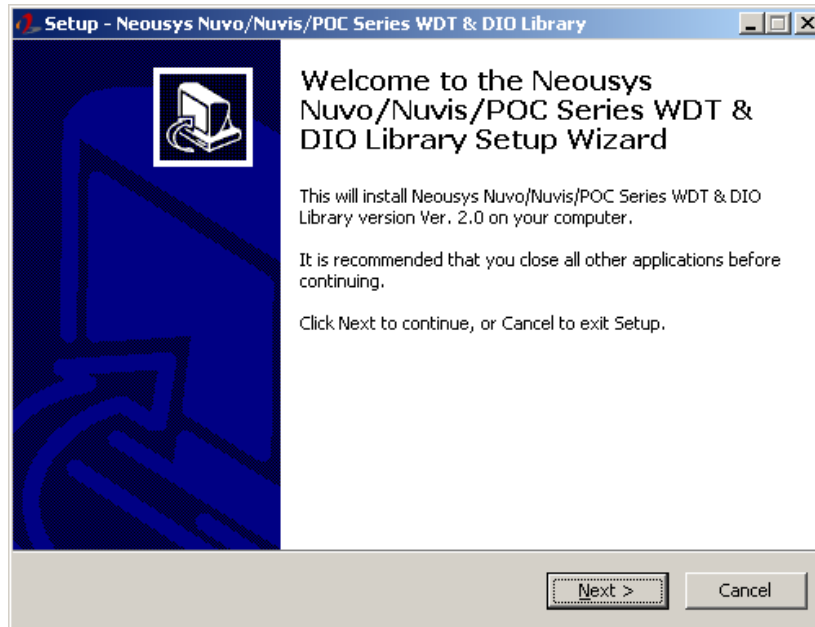 Setup - Neousys Nuvo/Nuvis/POC Series WDT & DIO Library
Welcome to the Neousys
Nuvo/Nuvis/POC Series WDT &
DIO Library Setup Wizard
This will install Neousys Nuvo/Nuvis/POC Series WDT & DIO
Library version Ver. 2.0 on your computer.
It is recommended that you close all other applications before
continuing.
Click Next to continue, or Cancel to exit Setup.
Next >
Cancel